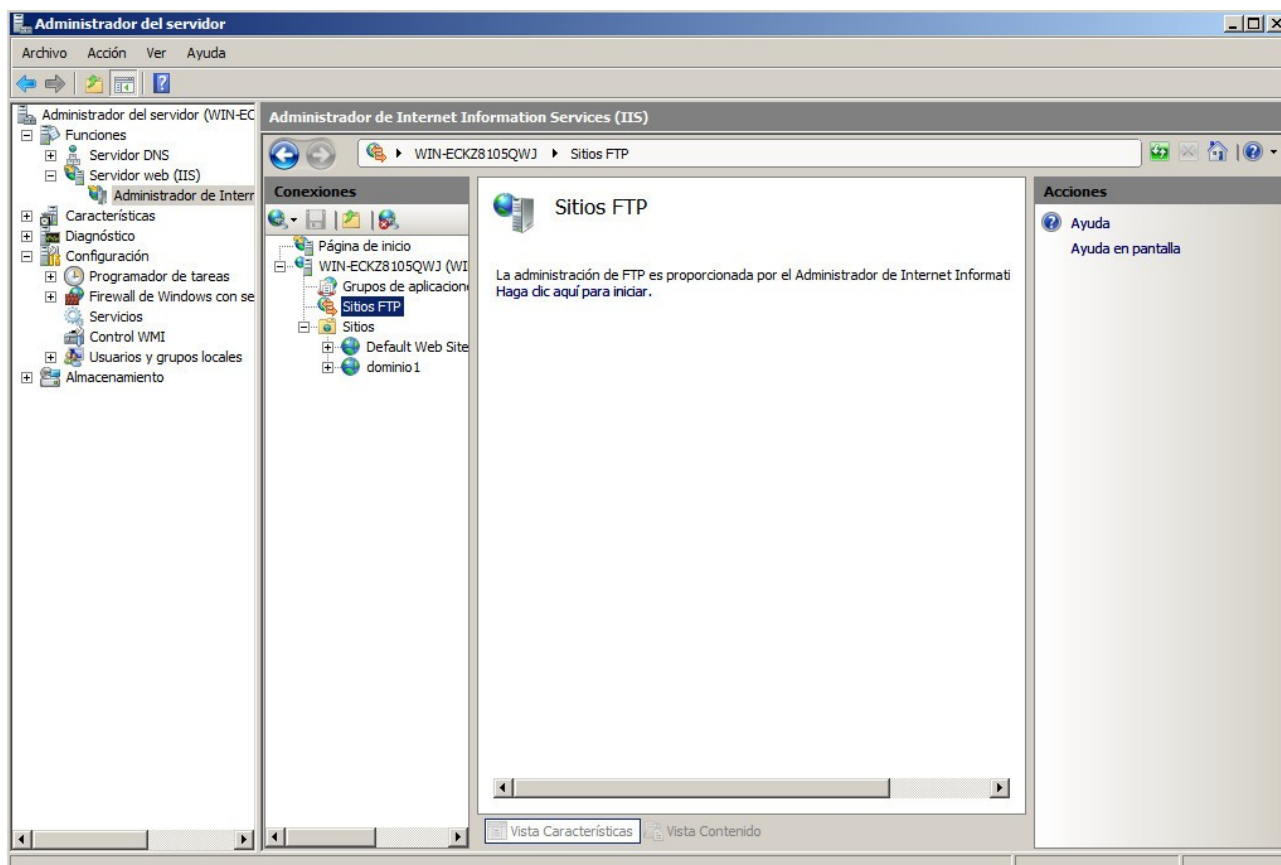 Administrador del servidor
Archivo Acción Ver Ayuda
Administrador del servidor (WIN-EC
Funciones
Servidor DNS
Servidor web (IIS)
Administrador de Interr
Características
Diagnóstico
Configuración
Programador de tareas
Firewall de Windows con se
Servicios
Control WMI
Usuarios y grupos locales
Almacenamiento
Administrador de Internet Information Services (IIS)
WIN-ECKZ8105QWJ Sitios FTP
Conexiones
Página de inicio
WIN-ECKZ8105QWJ (WI
Grupos de aplicacion
Sitios FTP
Sitios
Default Web Site
dominio1
Sitios FTP
La administración de FTP es proporcionada por el Administrador de Internet Informati
Haga clic aquí para iniciar.
Vista Características Vista Contenido
Acciones
Ayuda
Ayuda en pantalla